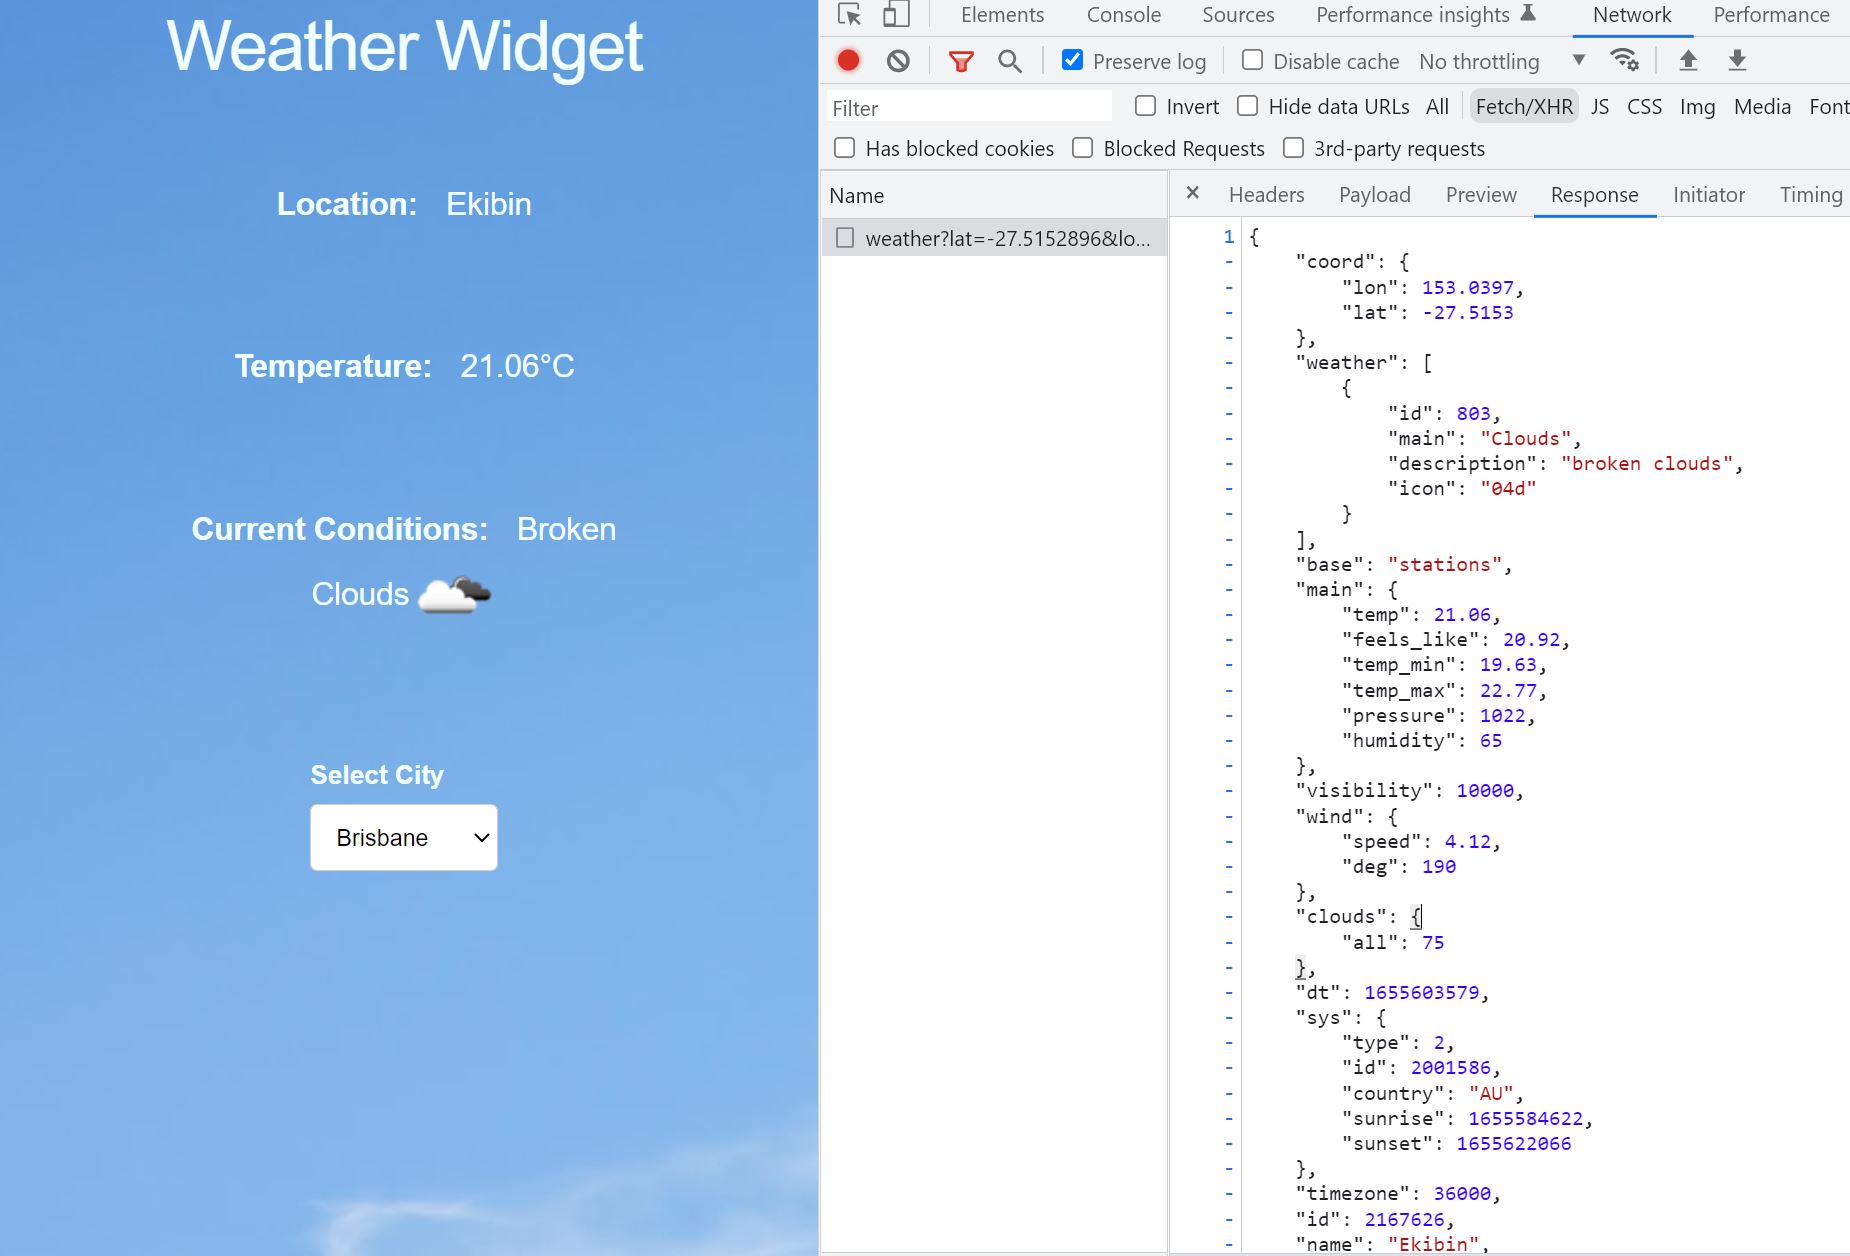 Weather Widget
Location: Ekibin
Temperature: 21.06°C
Current Conditions: Broken
Clouds
Select City
Brisbane
Elements Console Sources Performance insights Network Performance
Preserve log Disable cache No throttling
Filter Invert Hide data URLs All Fetch/XHR JS CSS Img Media Font
Has blocked cookies Blocked Requests 3rd-party requests
Name
weather?lat=-27.5152896&lo...
× Headers Payload Preview Response Initiator Timing
1 {
- "coord": {
- "lon": 153.0397,
- "lat": -27.5153
- },
- "weather": [
- {
- "id": 803,
- "main": "Clouds",
- "description": "broken clouds",
- "icon": "04d"
- }
- ],
- "base": "stations",
- "main": {
- "temp": 21.06,
- "feels_like": 20.92,
- "temp_min": 19.63,
- "temp_max": 22.77,
- "pressure": 1022,
- "humidity": 65
- },
- "visibility": 10000,
- "wind": {
- "speed": 4.12,
- "deg": 190
- },
- "clouds": {
- "all": 75
- },
- "dt": 1655603579,
- "sys": {
- "type": 2,
- "id": 2001586,
- "country": "AU",
- "sunrise": 1655584622,
- "sunset": 1655622066
- },
- "timezone": 36000,
- "id": 2167626,
- "name": "Ekibin",